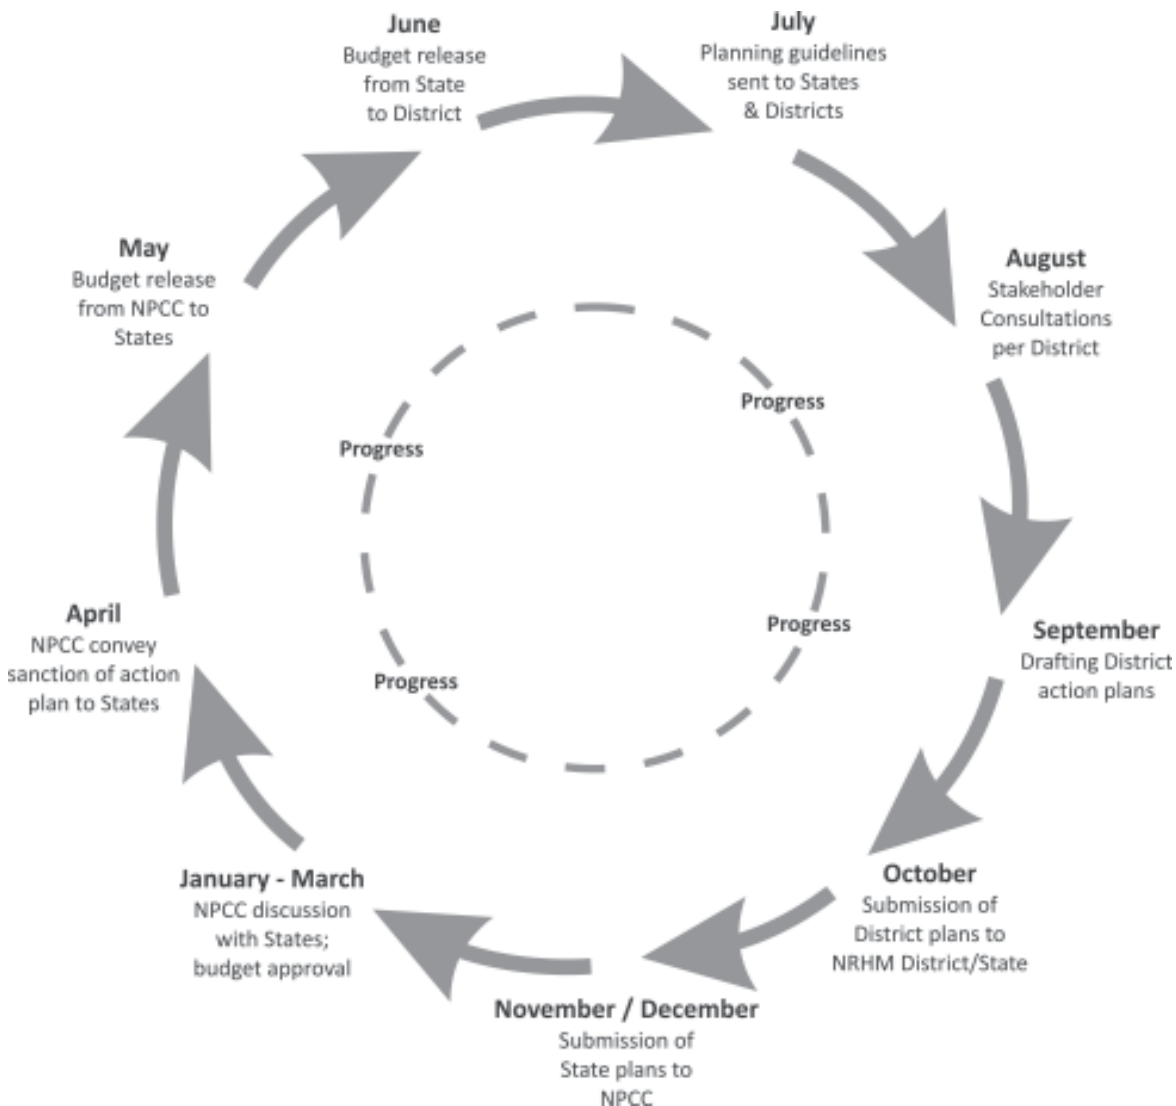 June
Budget release
from State
to District
July
Planning guidelines
sent to States
& Districts
August
Stakeholder
Consultations
per District
September
Drafting District
action plans
October
Submission of
District plans to
NRHM District/State
November / December
Submission of
State plans to
NPCC
January - March
NPCC discussion
with States;
budget approval
April
NPCC convey
sanction of action
plan to States
May
Budget release
from NPCC to
States
Progress
Progress
Progress
Progress